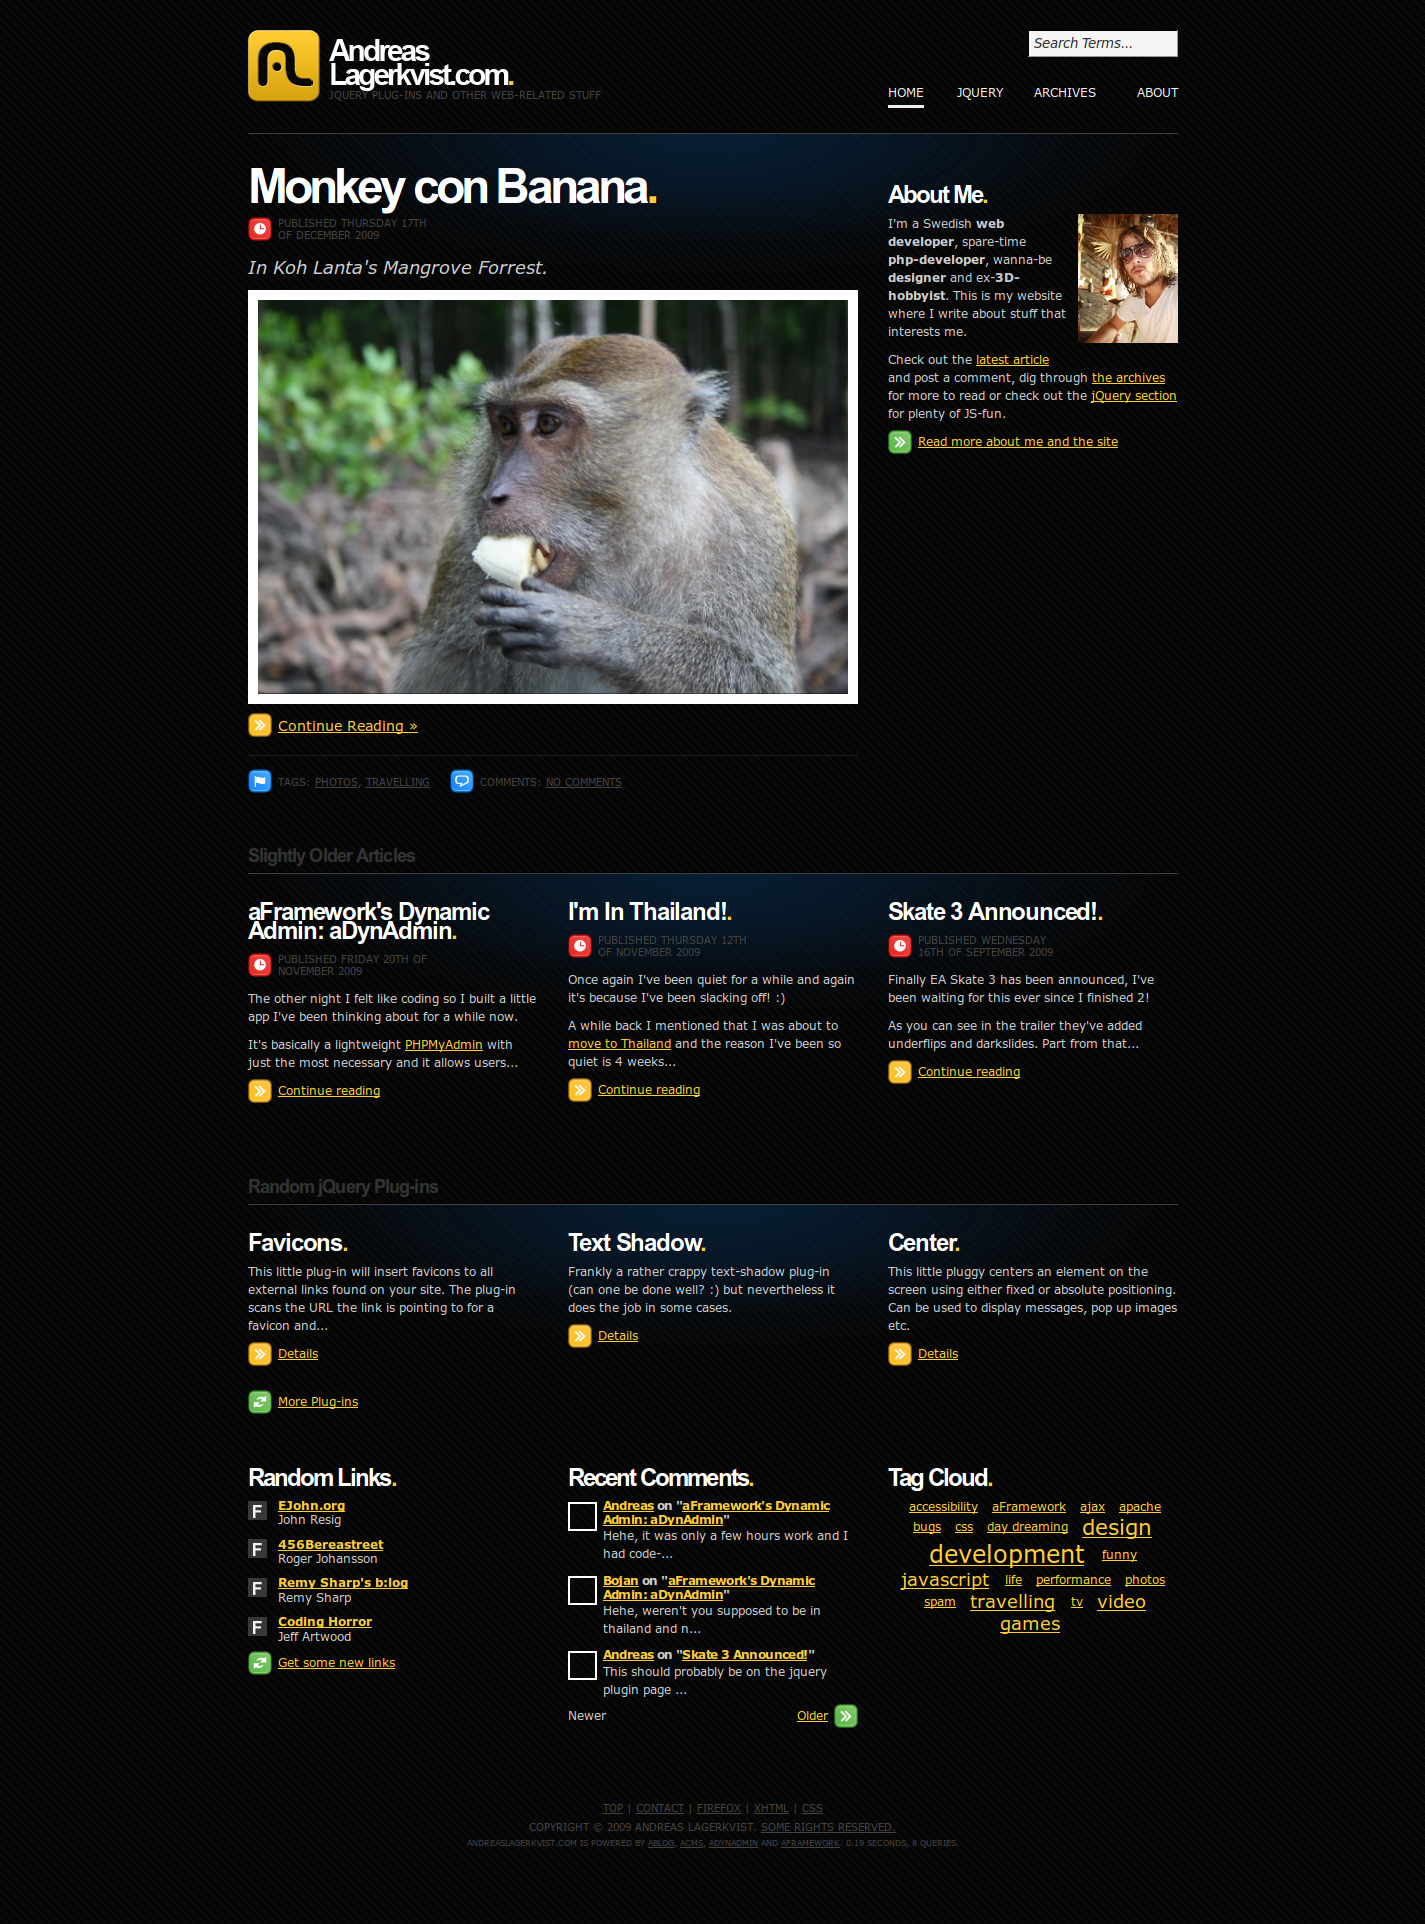 Andreas
Lagerkvist.com.
JQUERY PLUG-INS AND OTHER WEB-RELATED STUFF
Search Terms...
HOME JQUERY ARCHIVES ABOUT
Monkey con Banana.
PUBLISHED THURSDAY 17TH
OF DECEMBER 2009
In Koh Lanta's Mangrove Forrest.
Continue Reading »
TAGS: PHOTOS, TRAVELLING COMMENTS: NO COMMENTS
About Me.
I'm a Swedish web
developer, spare-time
php-developer, wanna-be
designer and ex-3D-
hobbyist. This is my website
where I write about stuff that
interests me.
Check out the latest article
and post a comment, dig through the archives
for more to read or check out the jQuery section
for plenty of JS-fun.
Read more about me and the site
Slightly Older Articles
aFramework's Dynamic
Admin: aDynAdmin.
PUBLISHED FRIDAY 20TH OF
NOVEMBER 2009
The other night I felt like coding so I built a little
app I've been thinking about for a while now.
It's basically a lightweight PHPMyAdmin with
just the most necessary and it allows users...
Continue reading
I'm In Thailand!.
PUBLISHED THURSDAY 12TH
OF NOVEMBER 2009
Once again I've been quiet for a while and again
it's because I've been slacking off! :)
A while back I mentioned that I was about to
move to Thailand and the reason I've been so
quiet is 4 weeks...
Continue reading
Skate 3 Announced!.
PUBLISHED WEDNESDAY
16TH OF SEPTEMBER 2009
Finally EA Skate 3 has been announced, I've
been waiting for this ever since I finished 2!
As you can see in the trailer they've added
underflips and darkslides. Part from that...
Continue reading
Random jQuery Plug-ins
Favicons.
This little plug-in will insert favicons to all
external links found on your site. The plug-in
scans the URL the link is pointing to for a
favicon and...
Details
Text Shadow.
Frankly a rather crappy text-shadow plug-in
(can one be done well? :) but nevertheless it
does the job in some cases.
Details
Center.
This little pluggy centers an element on the
screen using either fixed or absolute positioning.
Can be used to display messages, pop up images
etc.
Details
More Plug-ins
Random Links.
F EJohn.org
John Resig
F 456Bereastreet
Roger Johansson
F Remy Sharp's b:log
Remy Sharp
F Coding Horror
Jeff Artwood
Get some new links
Recent Comments.
Andreas on "aFramework's Dynamic
Admin: aDynAdmin"
Hehe, it was only a few hours work and I
had code-...
Bojan on "aFramework's Dynamic
Admin: aDynAdmin"
Hehe, weren't you supposed to be in
thailand and n...
Andreas on "Skate 3 Announced!"
This should probably be on the jquery
plugin page ...
Newer Older
Tag Cloud.
accessibility aFramework ajax apache
bugs css day dreaming design
development funny
javascript life performance photos
spam travelling tv video
games
TOP | CONTACT | FIREFOX | XHTML | CSS
COPYRIGHT © 2009 ANDREAS LAGERKVIST. SOME RIGHTS RESERVED.
ANDREASLAGERKVIST.COM IS POWERED BY ABLOG, ACMS, ADYNADMIN AND AFRAMEWORK. 0.19 SECONDS, 8 QUERIES.